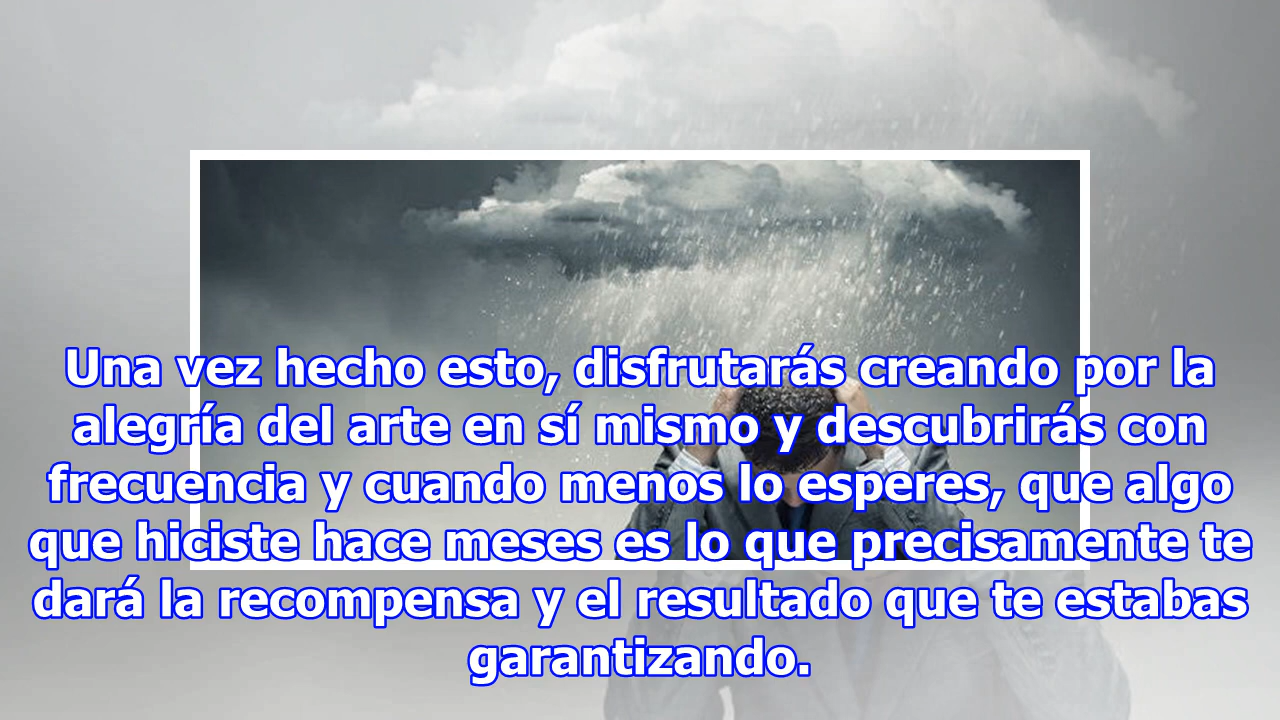 Una vez hecho esto, disfrutarás creando por la
alegría del arte en sí mismo y descubrirás con
frecuencia y cuando menos lo esperes, que algo
que hiciste hace meses es lo que precisamente te
dará la recompensa y el resultado que te estabas
garantizando.